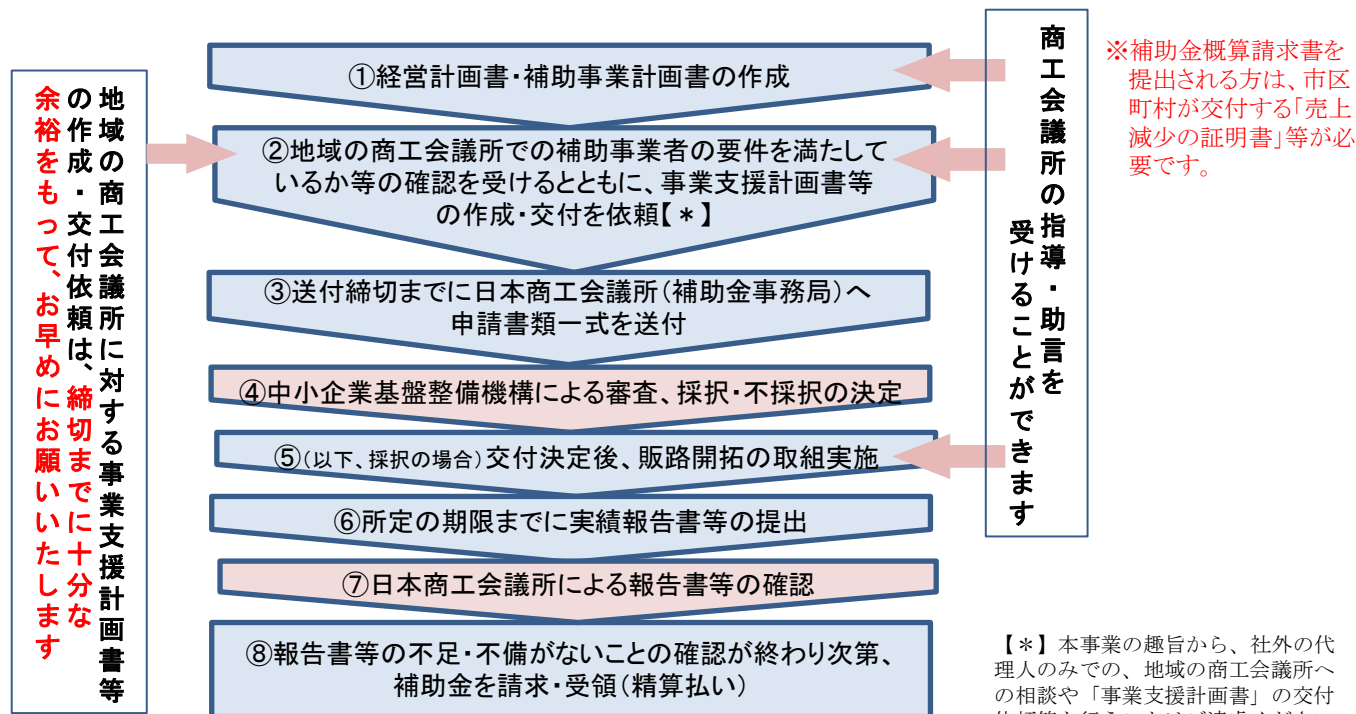 地域の商工会議所に対する事業支援計画書等
の作成・交付依頼は、締切までに十分な
余裕をもって、お早めにお願いいたします
①経営計画書・補助事業計画書の作成
②地域の商工会議所での補助事業者の要件を満たして
いるか等の確認を受けるとともに、事業支援計画書等
の作成・交付を依頼【＊】
③送付締切までに日本商工会議所(補助金事務局)へ
申請書類一式を送付
④中小企業基盤整備機構による審査、採択・不採択の決定
⑤(以下、採択の場合)交付決定後、販路開拓の取組実施
⑥所定の期限までに実績報告書等の提出
⑦日本商工会議所による報告書等の確認
⑧報告書等の不足・不備がないことの確認が終わり次第、
補助金を請求・受領(精算払い)
商工会議所の指導・助言を
受けることができます
※補助金概算請求書を
提出される方は、市区
町村が交付する「売上
減少の証明書」等が必
要です。
【＊】本事業の趣旨から、社外の代
理人のみでの、地域の商工会議所へ
の相談や「事業支援計画書」の交付